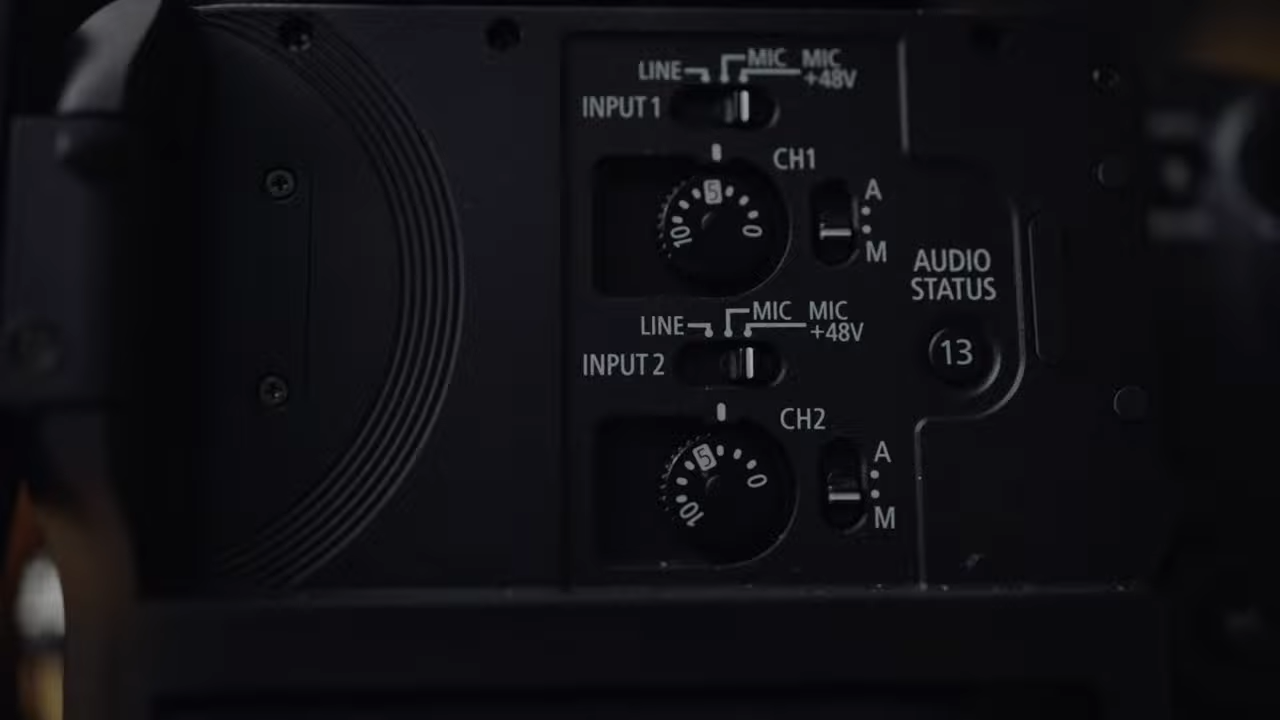 LINE MIC MIC
+48V
INPUT 1
CH1
5
10 0
A
M
AUDIO
STATUS
13
LINE MIC MIC
+48V
INPUT 2
CH2
5
10 0
A
M